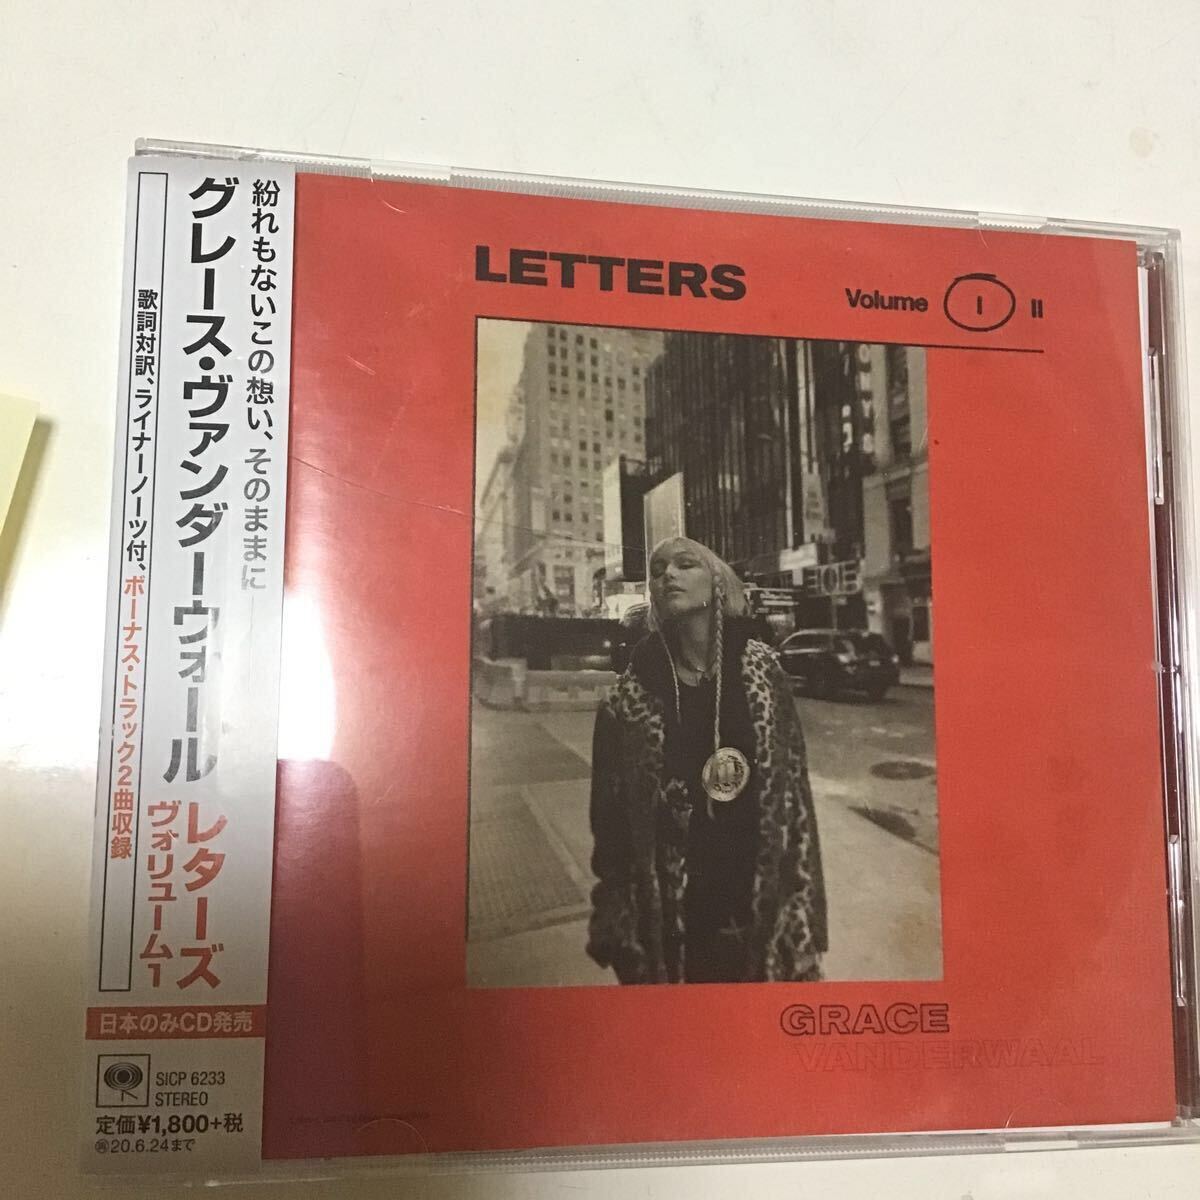 紛れもないこの想い、そのままに
グレース・ヴァンダーウォール
レターズ
ヴォリューム1
歌詞対訳、ライナーノーツ付、ボーナス・トラック2曲収録
日本のみCD発売
SICP 6233
STEREO
定価¥1,800+税
㊕20.6.24まで
LETTERS
Volume I II
GRACE
VANDERWAAL